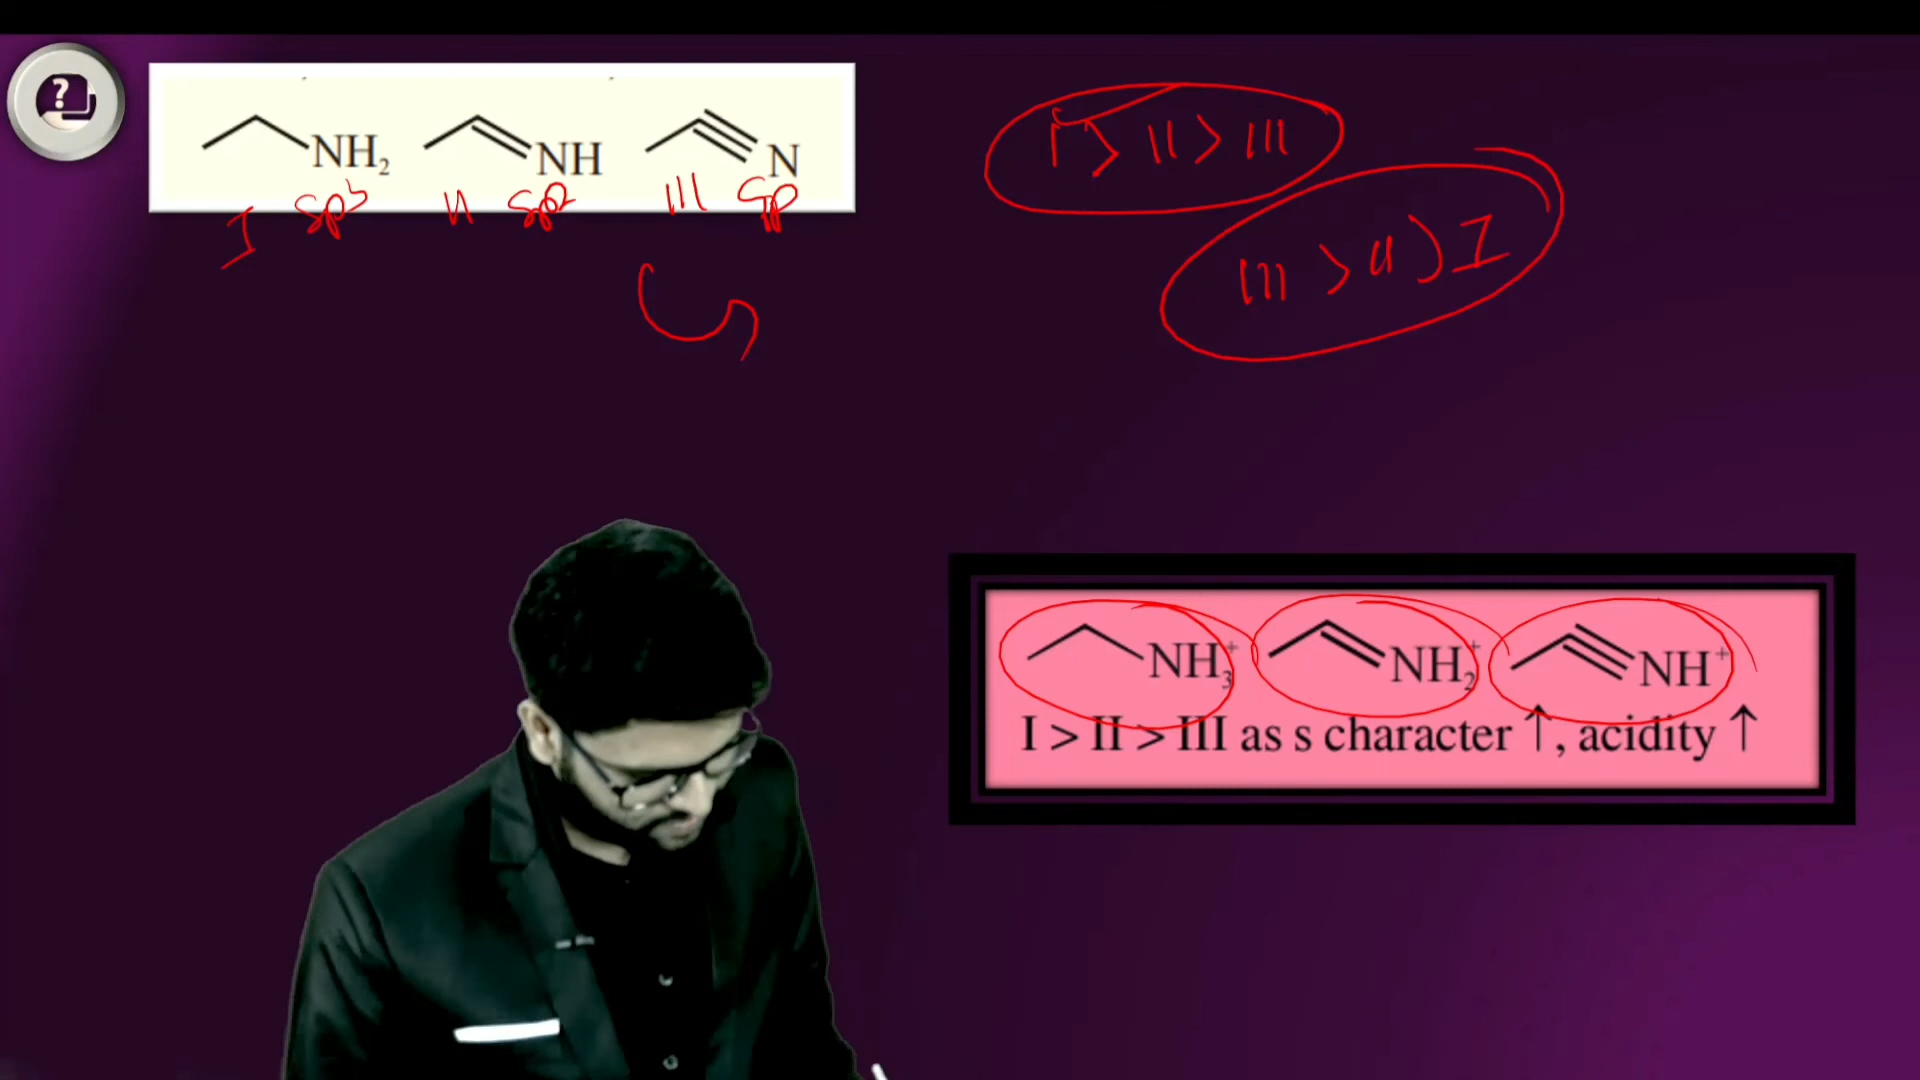 ?
NH₂ NH N
I sp3 II sp2 III sp
I > II > III
III > II > I
NH₃⁺ NH₂⁺ NH⁺
I > II > III as s character ↑, acidity ↑